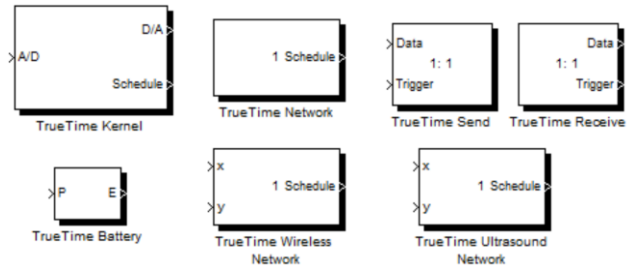 D/A
A/D
Schedule
TrueTime Kernel
1 Schedule
TrueTime Network
Data
1: 1
Trigger
TrueTime Send
Data
1: 1
Trigger
TrueTime Receive
P E
TrueTime Battery
x
1 Schedule
y
TrueTime Wireless
Network
x
1 Schedule
y
TrueTime Ultrasound
Network